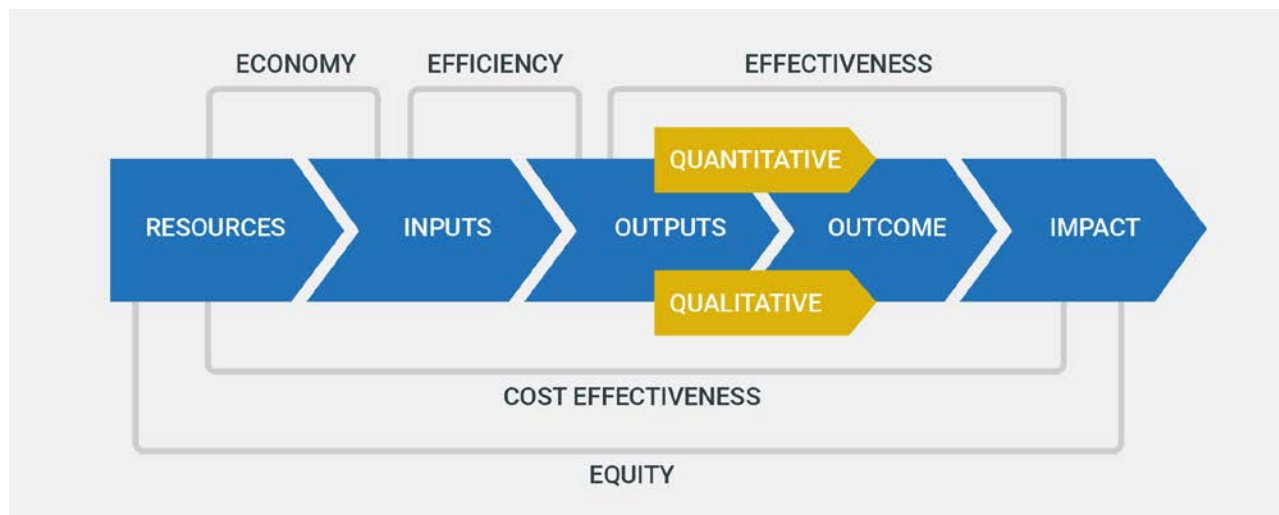 ECONOMY EFFICIENCY EFFECTIVENESS
QUANTITATIVE
RESOURCES INPUTS OUTPUTS OUTCOME IMPACT
QUALITATIVE
COST EFFECTIVENESS
EQUITY